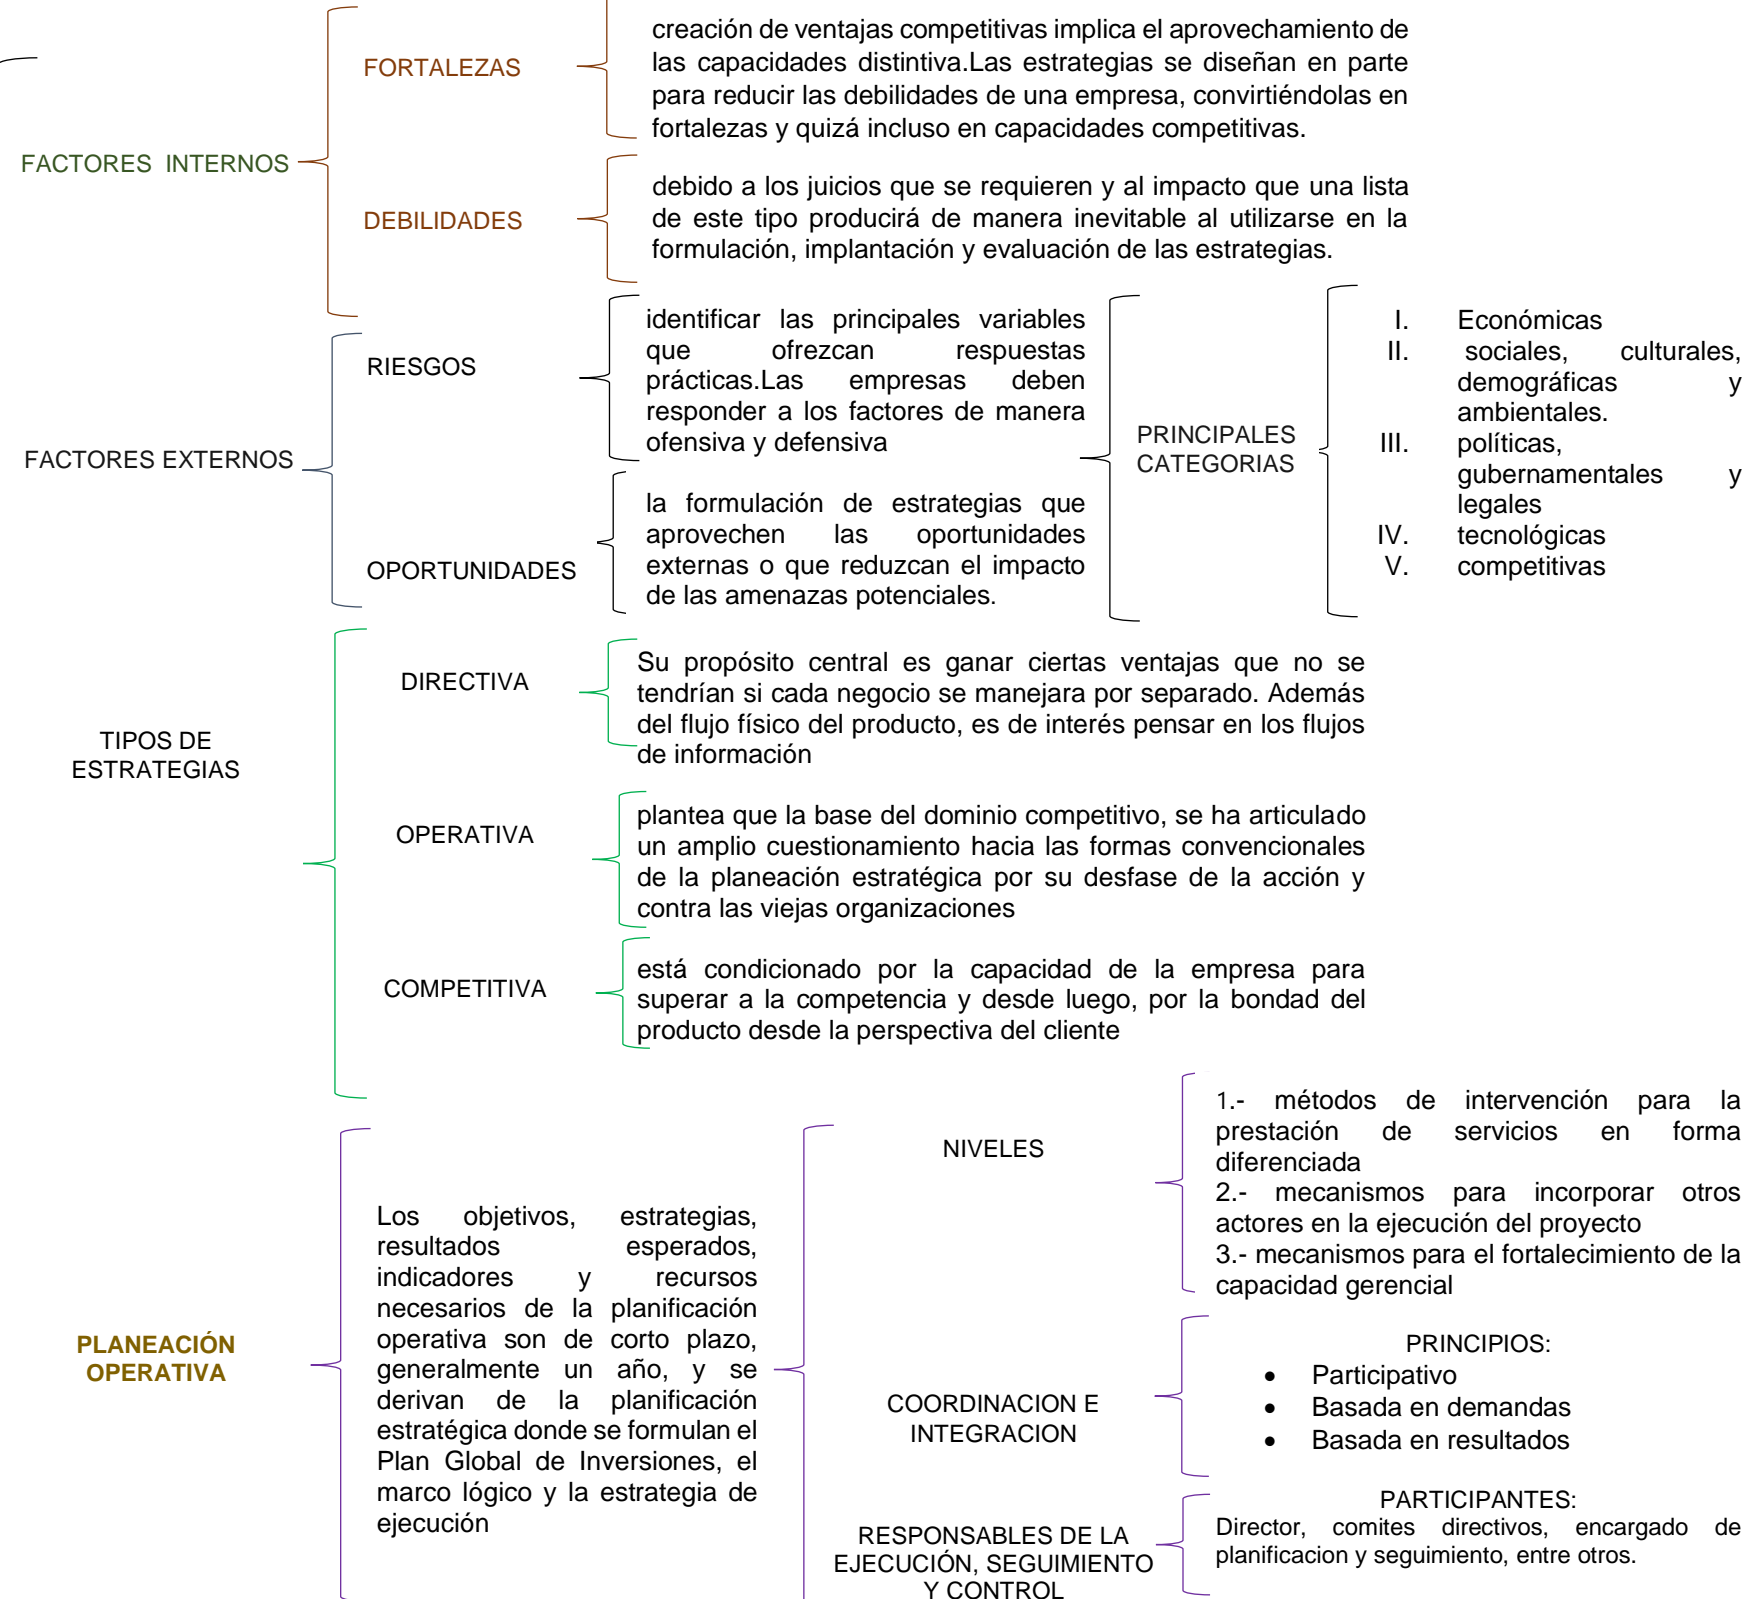 FACTORES INTERNOS
FORTALEZAS
creación de ventajas competitivas implica el aprovechamiento de
las capacidades distintiva.Las estrategias se diseñan en parte
para reducir las debilidades de una empresa, convirtiéndolas en
fortalezas y quizá incluso en capacidades competitivas.
DEBILIDADES
debido a los juicios que se requieren y al impacto que una lista
de este tipo producirá de manera inevitable al utilizarse en la
formulación, implantación y evaluación de las estrategias.
FACTORES EXTERNOS
RIESGOS
identificar las principales variables
que ofrezcan respuestas
prácticas.Las empresas deben
responder a los factores de manera
ofensiva y defensiva
OPORTUNIDADES
la formulación de estrategias que
aprovechen las oportunidades
externas o que reduzcan el impacto
de las amenazas potenciales.
PRINCIPALES
CATEGORIAS
I. Económicas
II. sociales, culturales,
demográficas y
ambientales.
III. políticas,
gubernamentales y
legales
IV. tecnológicas
V. competitivas
TIPOS DE
ESTRATEGIAS
DIRECTIVA
Su propósito central es ganar ciertas ventajas que no se
tendrían si cada negocio se manejara por separado. Además
del flujo físico del producto, es de interés pensar en los flujos
de información
OPERATIVA
plantea que la base del dominio competitivo, se ha articulado
un amplio cuestionamiento hacia las formas convencionales
de la planeación estratégica por su desfase de la acción y
contra las viejas organizaciones
COMPETITIVA
está condicionado por la capacidad de la empresa para
superar a la competencia y desde luego, por la bondad del
producto desde la perspectiva del cliente
PLANEACIÓN
OPERATIVA
Los objetivos, estrategias,
resultados esperados,
indicadores y recursos
necesarios de la planificación
operativa son de corto plazo,
generalmente un año, y se
derivan de la planificación
estratégica donde se formulan el
Plan Global de Inversiones, el
marco lógico y la estrategia de
ejecución
NIVELES
1.- métodos de intervención para la
prestación de servicios en forma
diferenciada
2.- mecanismos para incorporar otros
actores en la ejecución del proyecto
3.- mecanismos para el fortalecimiento de la
capacidad gerencial
COORDINACION E
INTEGRACION
PRINCIPIOS:
• Participativo
• Basada en demandas
• Basada en resultados
RESPONSABLES DE LA
EJECUCIÓN, SEGUIMIENTO
Y CONTROL
PARTICIPANTES:
Director, comites directivos, encargado de
planificacion y seguimiento, entre otros.